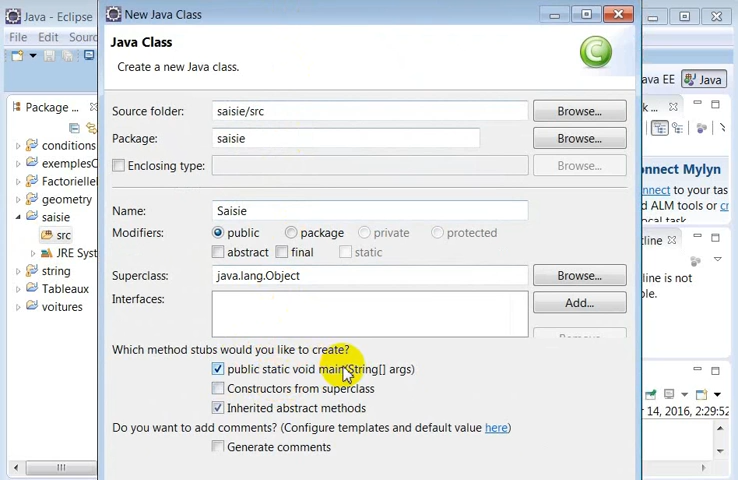 Java - Eclipse
New Java Class
File Edit Sourc
Java Class
Create a new Java class.
Java EE Java
Package ...
Source folder: saisie/src Browse...
Package: saisie Browse...
Enclosing type: Browse...
conditions
exemplesC
Factorielle
geometry
saisie
src
JRE Syst
string
Tableaux
voitures
Name: Saisie
Modifiers: public package private protected
abstract final static
Superclass: java.lang.Object Browse...
Interfaces: Add...
Which method stubs would you like to create?
public static void main(String[] args)
Constructors from superclass
Inherited abstract methods
Do you want to add comments? (Configure templates and default value here)
Generate comments
onnect Mylyn
onnect to your task
nd ALM tools or cr
tline
line is not
ble.
r 14, 2016, 2:29:52